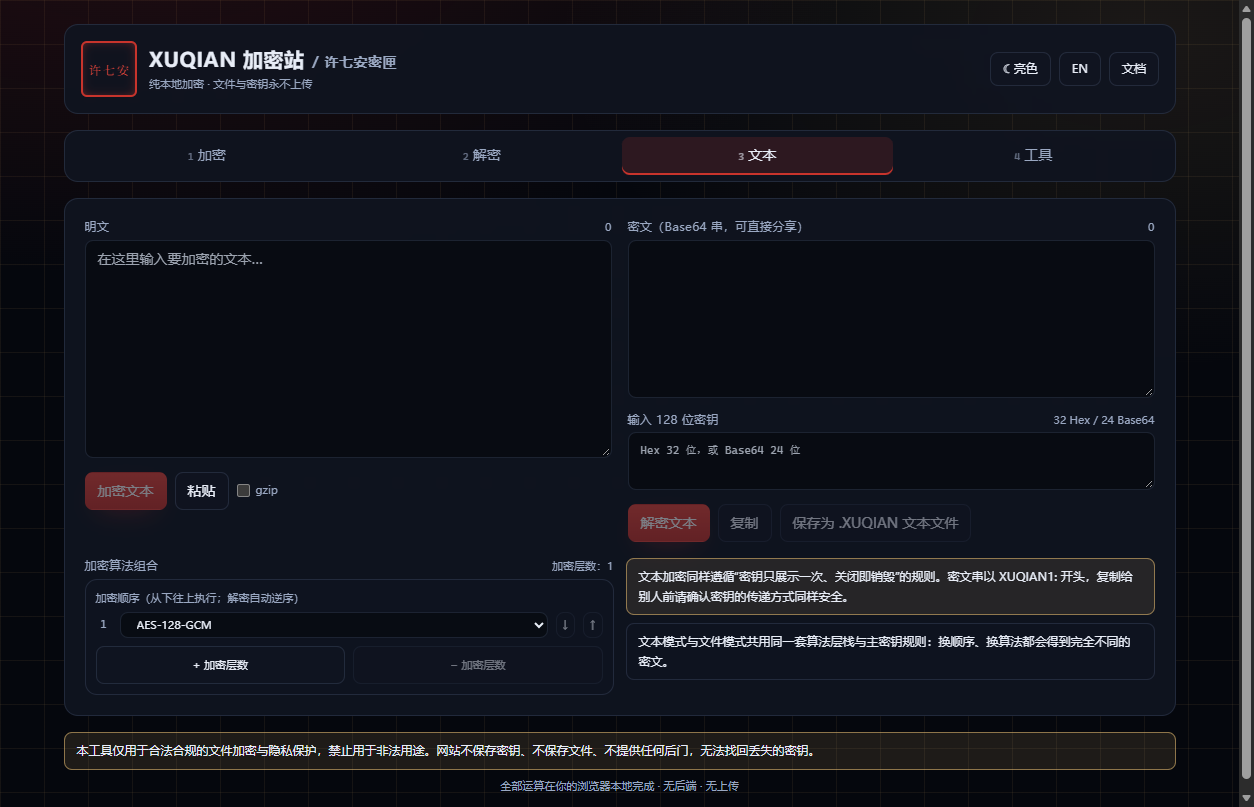 许七安
XUQIAN 加密站 / 许七安密匣
纯本地加密 · 文件与密钥永不上传
☾ 亮色
EN
文档
1 加密
2 解密
3 文本
4 工具
明文
0
在这里输入要加密的文本...
加密文本
粘贴
gzip
加密算法组合
加密层数：1
加密顺序（从下往上执行；解密自动逆序）
1
AES-128-GCM
↓
↑
+ 加密层数
− 加密层数
密文（Base64 串，可直接分享）
0
输入 128 位密钥
32 Hex / 24 Base64
Hex 32 位，或 Base64 24 位
解密文本
复制
保存为 .XUQIAN 文本文件
文本加密同样遵循“密钥只展示一次、关闭即销毁”的规则。密文串以 XUQIAN1: 开头，复制给
别人前请确认密钥的传递方式同样安全。
文本模式与文件模式共用同一套算法层栈与主密钥规则：换顺序、换算法都会得到完全不同的
密文。
本工具仅用于合法合规的文件加密与隐私保护，禁止用于非法用途。网站不保存密钥、不保存文件、不提供任何后门，无法找回丢失的密钥。
全部运算在你的浏览器本地完成 · 无后端 · 无上传